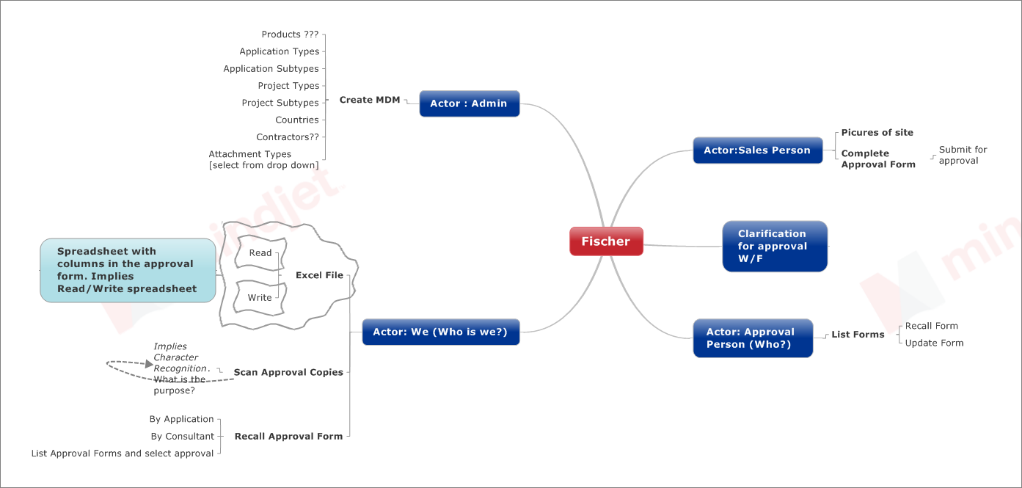 Products ???
Application Types
Application Subtypes
Project Types
Project Subtypes
Countries
Contractors??
Attachment Types
[select from drop down]
Create MDM
Actor : Admin
Actor:Sales Person
Picures of site
Complete
Approval Form
Submit for
approval
Fischer
Clarification
for approval
W/F
Actor: Approval
Person (Who?)
List Forms
Recall Form
Update Form
Actor: We (Who is we?)
Excel File
Read
Write
Spreadsheet with
columns in the approval
form. Implies
Read/Write spreadsheet
Scan Approval Copies
Implies
Character
Recognition.
What is the
purpose?
Recall Approval Form
By Application
By Consultant
List Approval Forms and select approval
mindjet
min